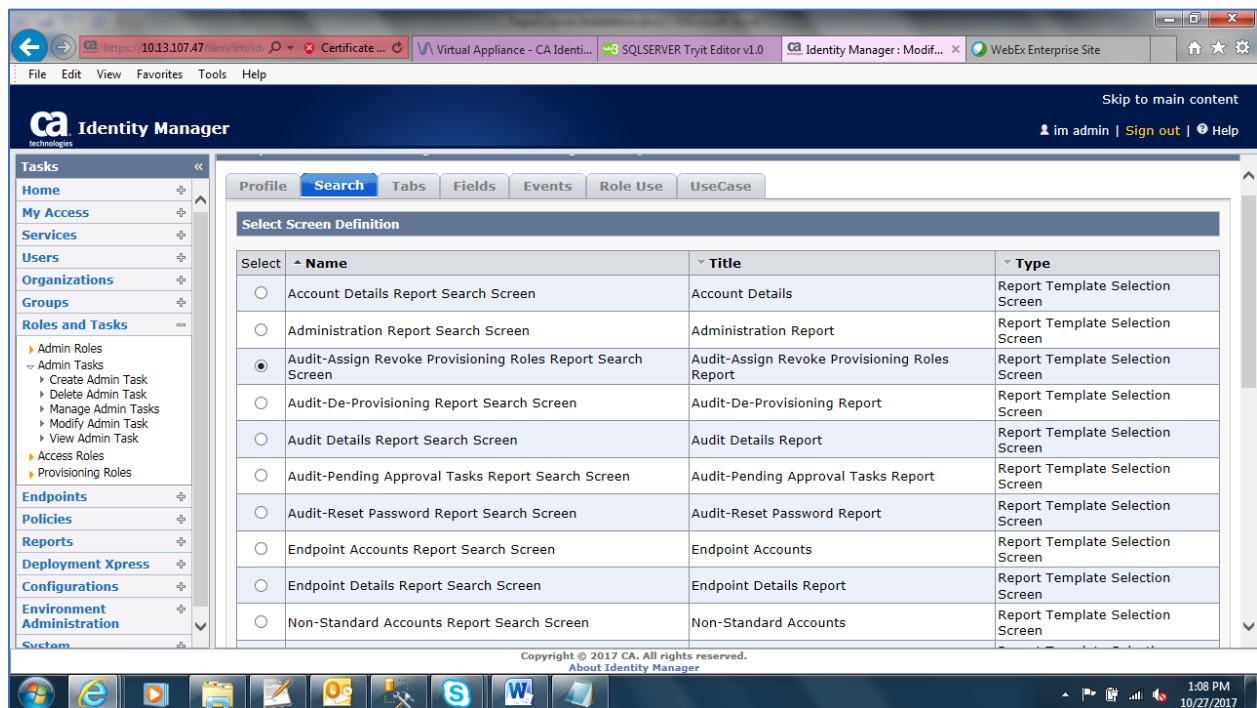 https://10.13.107.47/iam/im/id
Certificate ...
Virtual Appliance - CA Identi...
SQLSERVER Tryit Editor v1.0
Identity Manager : Modif...
WebEx Enterprise Site
File Edit View Favorites Tools Help
Skip to main content
ca technologies
Identity Manager
im admin | Sign out | Help
Tasks
Home
My Access
Services
Users
Organizations
Groups
Roles and Tasks
Admin Roles
Admin Tasks
Create Admin Task
Delete Admin Task
Manage Admin Tasks
Modify Admin Task
View Admin Task
Access Roles
Provisioning Roles
Endpoints
Policies
Reports
Deployment Xpress
Configurations
Environment
Administration
System
Profile Search Tabs Fields Events Role Use UseCase
Select Screen Definition
Select Name Title Type
Account Details Report Search Screen Account Details Report Template Selection Screen
Administration Report Search Screen Administration Report Report Template Selection Screen
Audit-Assign Revoke Provisioning Roles Report Search Screen Audit-Assign Revoke Provisioning Roles Report Report Template Selection Screen
Audit-De-Provisioning Report Search Screen Audit-De-Provisioning Report Report Template Selection Screen
Audit Details Report Search Screen Audit Details Report Report Template Selection Screen
Audit-Pending Approval Tasks Report Search Screen Audit-Pending Approval Tasks Report Report Template Selection Screen
Audit-Reset Password Report Search Screen Audit-Reset Password Report Report Template Selection Screen
Endpoint Accounts Report Search Screen Endpoint Accounts Report Template Selection Screen
Endpoint Details Report Search Screen Endpoint Details Report Report Template Selection Screen
Non-Standard Accounts Report Search Screen Non-Standard Accounts Report Template Selection Screen
Copyright © 2017 CA. All rights reserved.
About Identity Manager
1:08 PM
10/27/2017